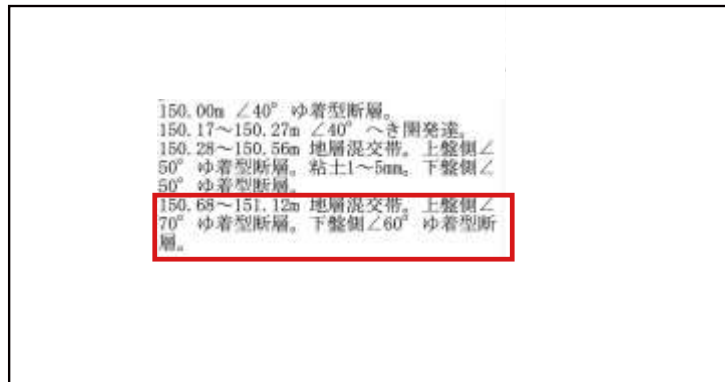 150.00m ∠40° ゆ着型断層。
150.17～150.27m ∠40° へき開発達。
150.28～150.56m 地層混交帯。上盤側∠
50° ゆ着型断層。粘土1～5mm。下盤側∠
50° ゆ着型断層。
150.68～151.12m 地層混交帯。上盤側∠
70° ゆ着型断層。下盤側∠60° ゆ着型断
層。